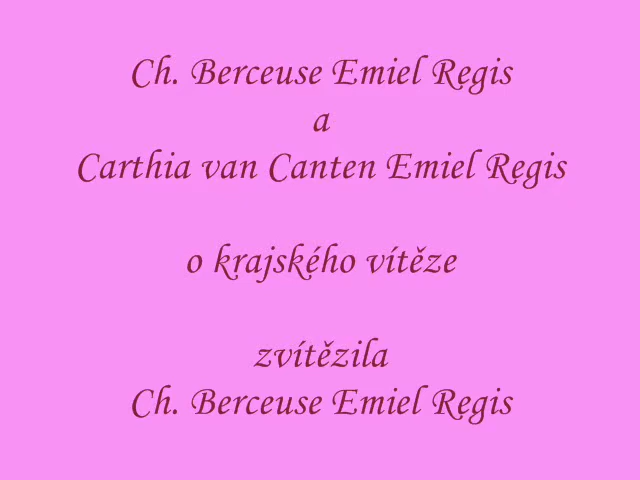 Ch. Berceuse Emiel Regis
a
Carthia van Canten Emiel Regis
o krajského vítěze
zvítězila
Ch. Berceuse Emiel Regis